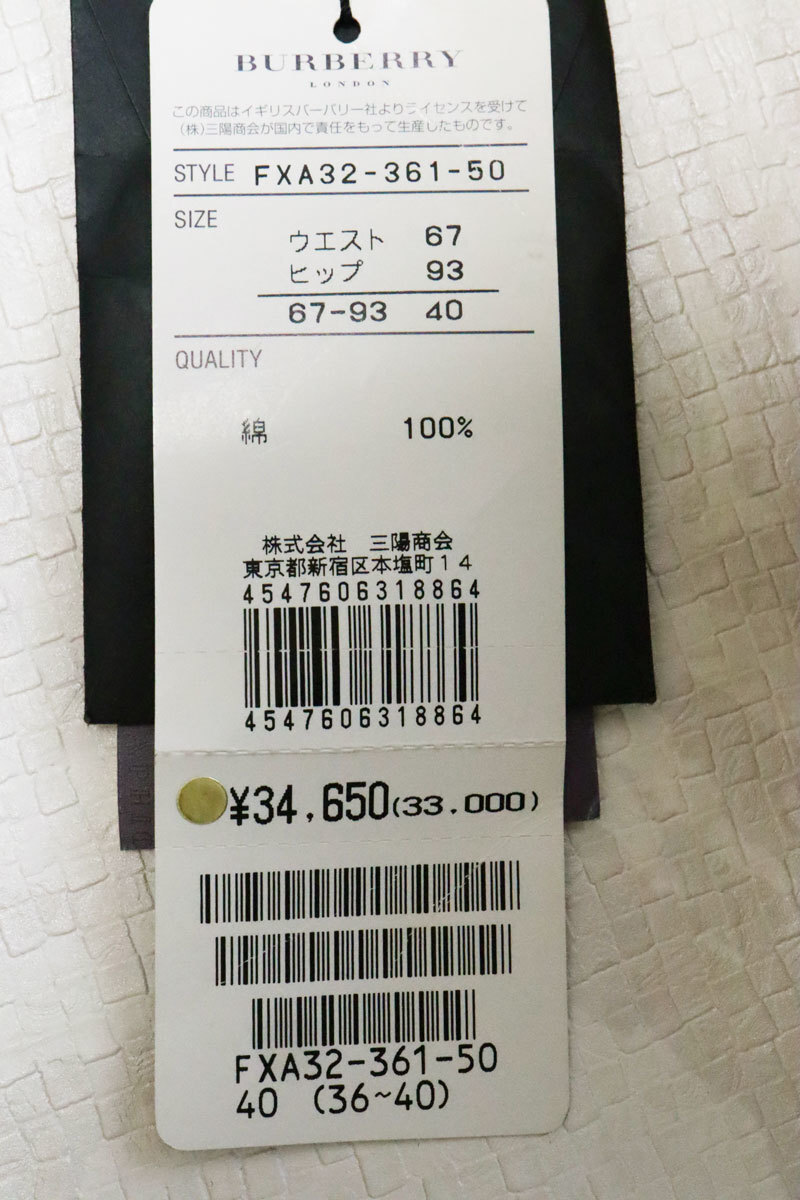 BURBERRY
LONDON
この商品はイギリスバーバリー社よりライセンスを受けて
(株)三陽商会が国内で責任をもって生産したものです。
STYLE FXA32-361-50
SIZE
ウエスト 67
ヒップ 93
67-93 40
QUALITY
綿 100%
株式会社 三陽商会
東京都新宿区本塩町14
4547606318864
4547606318864
¥34,650(33,000)
FXA32-361-50
40 (36~40)